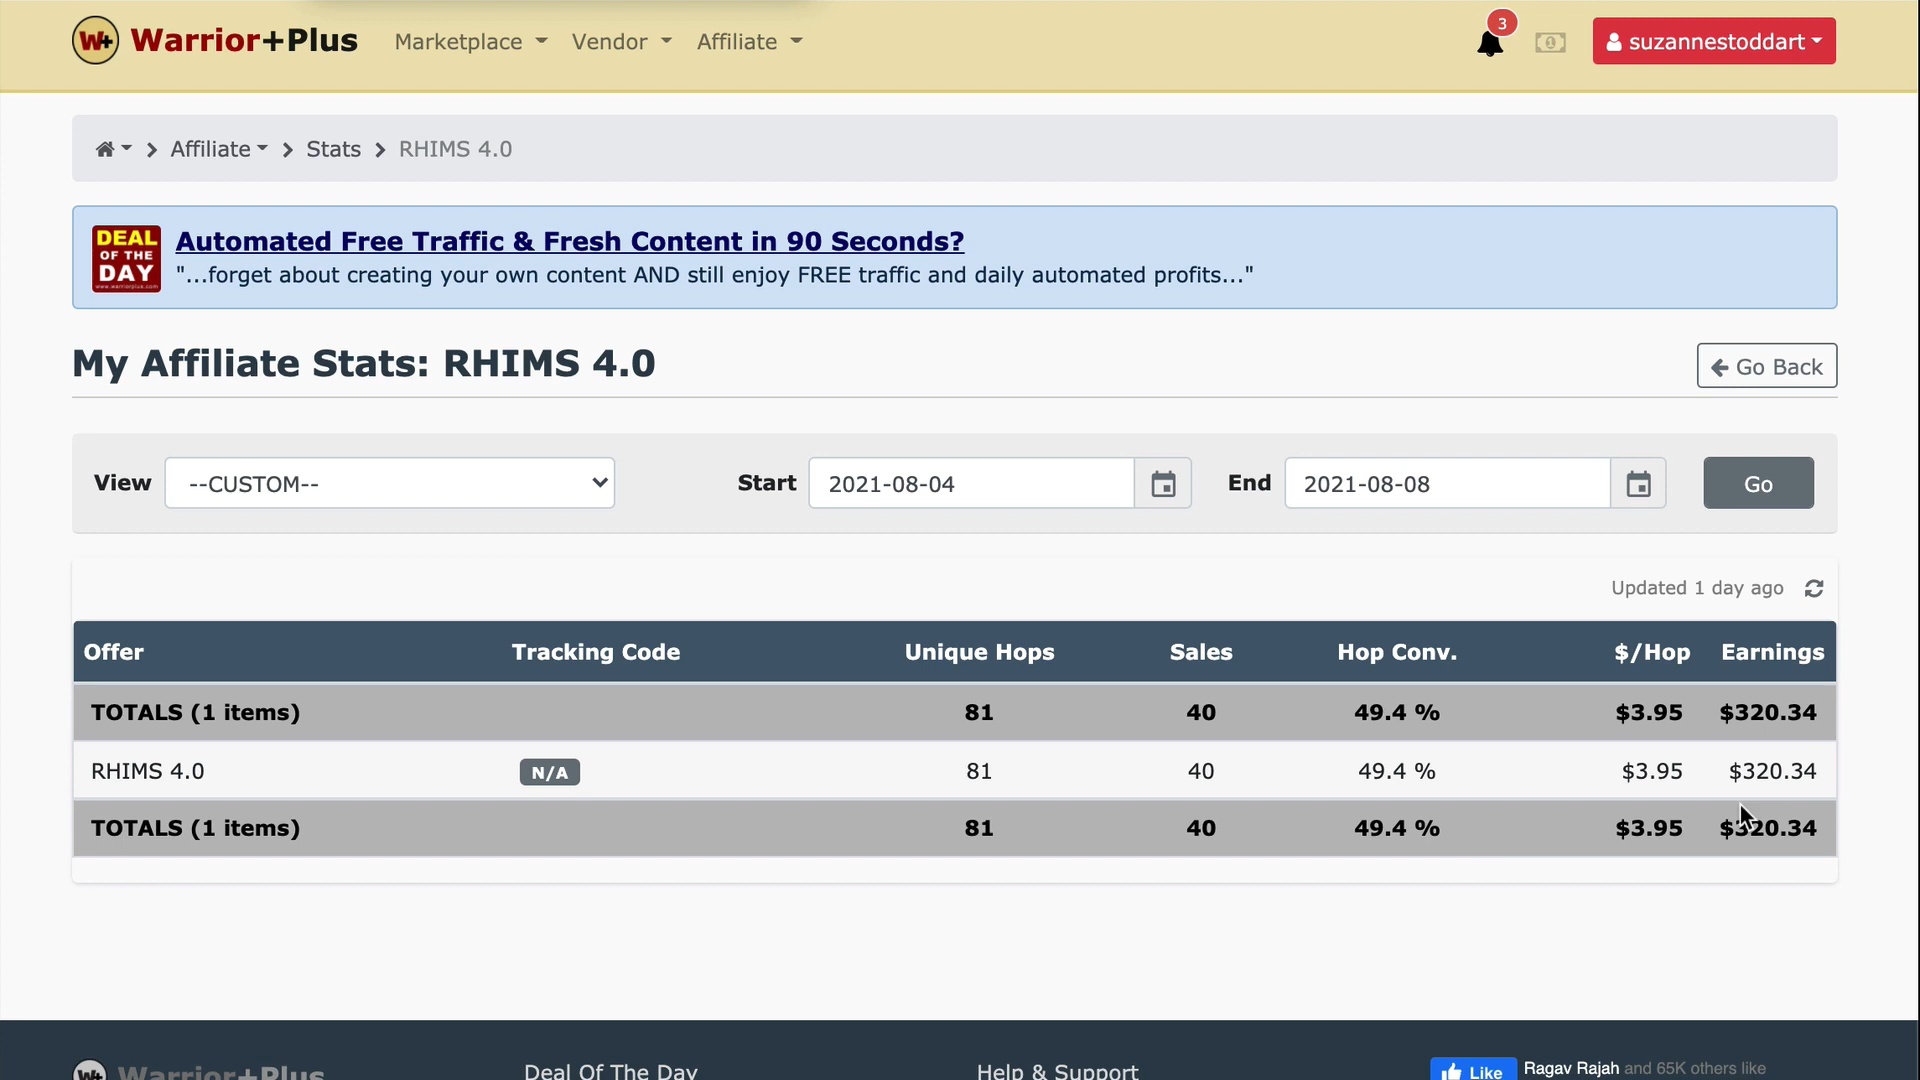 W+ Warrior+Plus Marketplace Vendor Affiliate 3 suzannestoddart
Affiliate > Stats > RHIMS 4.0
DEAL OF THE DAY www.warriorplus.com
Automated Free Traffic & Fresh Content in 90 Seconds?
"...forget about creating your own content AND still enjoy FREE traffic and daily automated profits..."
My Affiliate Stats: RHIMS 4.0 Go Back
View --CUSTOM-- Start 2021-08-04 End 2021-08-08 Go
Updated 1 day ago
Offer Tracking Code Unique Hops Sales Hop Conv. $/Hop Earnings
TOTALS (1 items) 81 40 49.4 % $3.95 $320.34
RHIMS 4.0 N/A 81 40 49.4 % $3.95 $320.34
TOTALS (1 items) 81 40 49.4 % $3.95 $320.34
W+ Warrior+Plus Deal Of The Day Help & Support Like Ragav Rajah and 65K others like